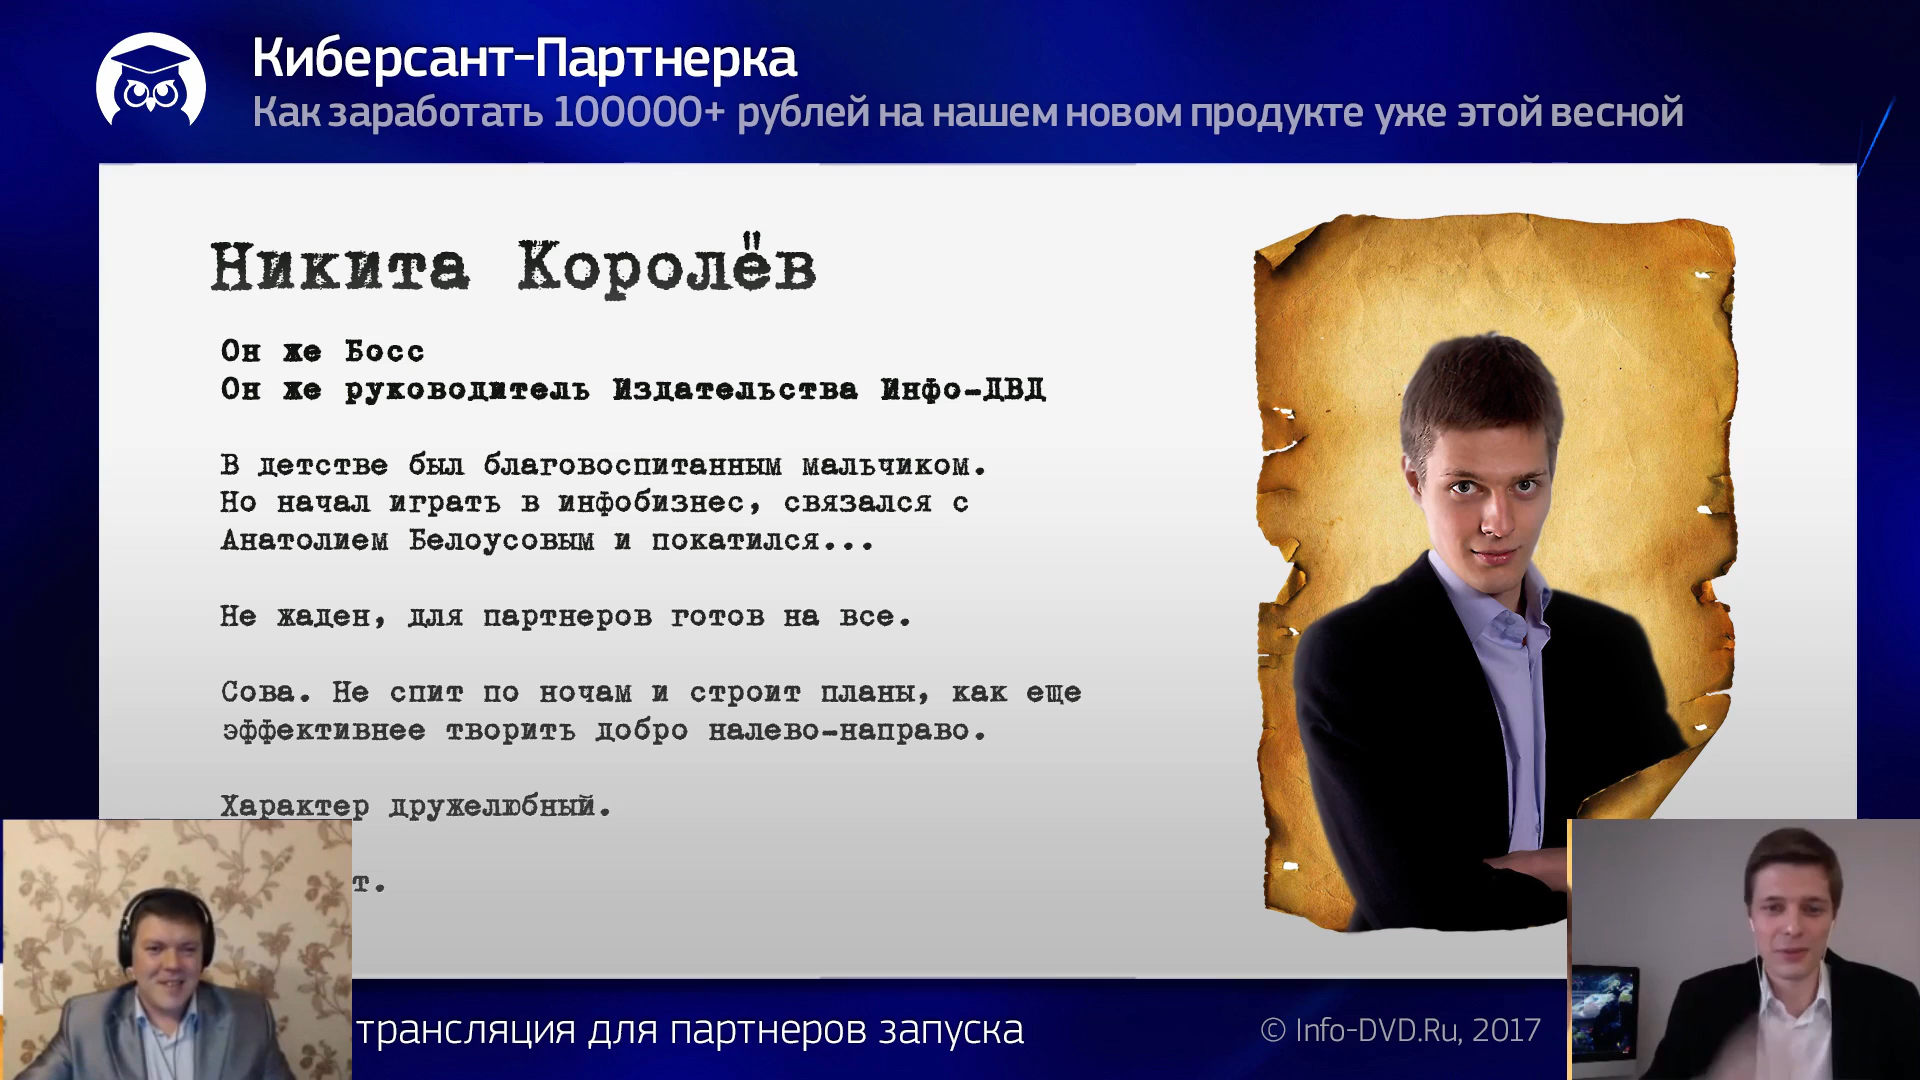 Киберсант-Партнерка
Как заработать 100000+ рублей на нашем новом продукте уже этой весной
Никита Королёв
Он же Босс
Он же руководитель Издательства Инфо-ДВД
В детстве был благовоспитанным мальчиком.
Но начал играть в инфобизнес, связался с
Анатолием Белоусовым и покатился...
Не жаден, для партнеров готов на все.
Сова. Не спит по ночам и строит планы, как еще
эффективнее творить добро налево-направо.
Характер дружелюбный.
трансляция для партнеров запуска
© Info-DVD.Ru, 2017